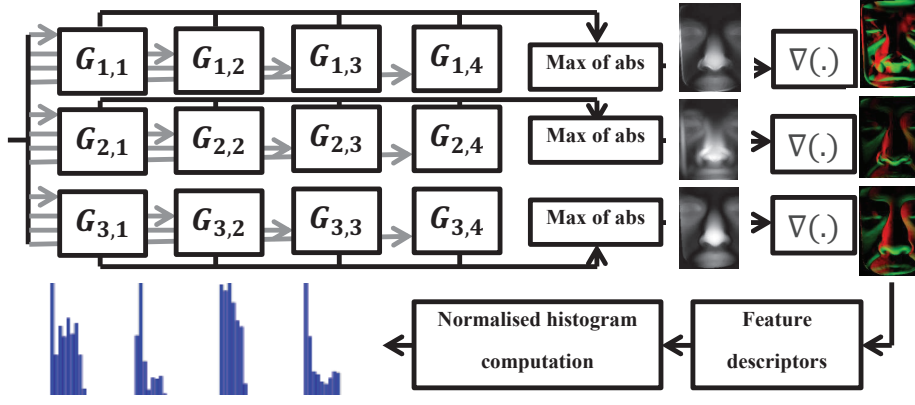 G1,1 G1,2 G1,3 G1,4 Max of abs ∇(.)
G2,1 G2,2 G2,3 G2,4 Max of abs ∇(.)
G3,1 G3,2 G3,3 G3,4 Max of abs ∇(.)
Normalised histogram
computation
Feature
descriptors